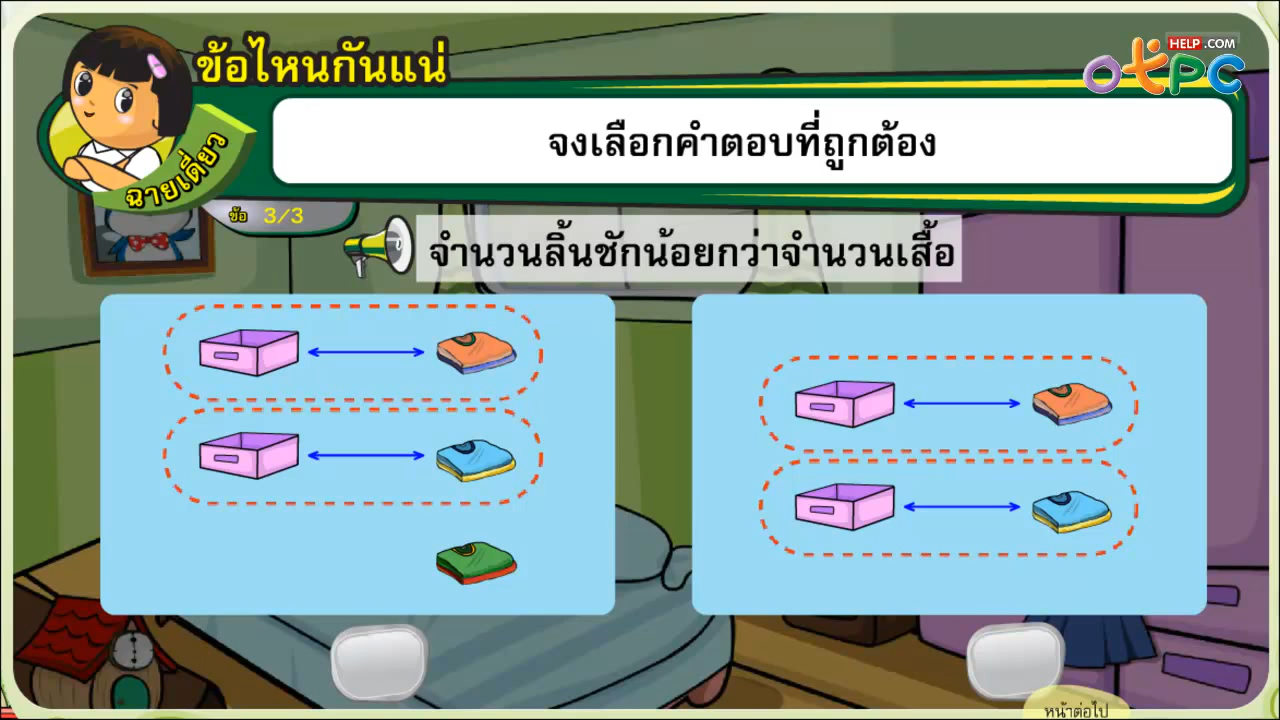 ข้อไหนกันแน่
HELP .COM
OTPC
จงเลือกคำตอบที่ถูกต้อง
ฉายเดี่ยว
ข้อ 3/3
จำนวนลิ้นชักน้อยกว่าจำนวนเสื้อ
หน้าต่อไป